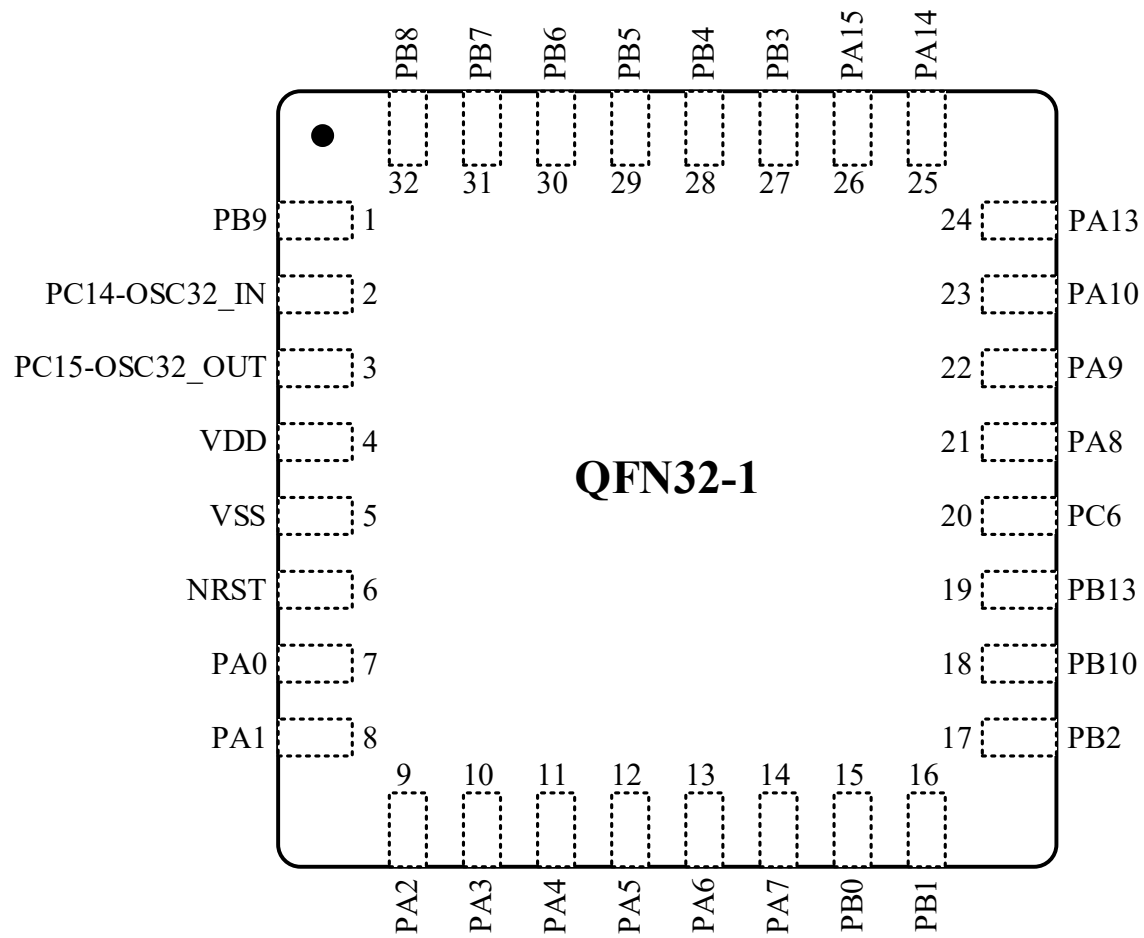 PB8 PB7 PB6 PB5 PB4 PB3 PA15 PA14
32 31 30 29 28 27 26 25
PB9 1 24 PA13
PC14-OSC32_IN 2 23 PA10
PC15-OSC32_OUT 3 22 PA9
VDD 4 21 PA8
QFN32-1
VSS 5 20 PC6
NRST 6 19 PB13
PA0 7 18 PB10
PA1 8 17 PB2
9 10 11 12 13 14 15 16
PA2 PA3 PA4 PA5 PA6 PA7 PB0 PB1